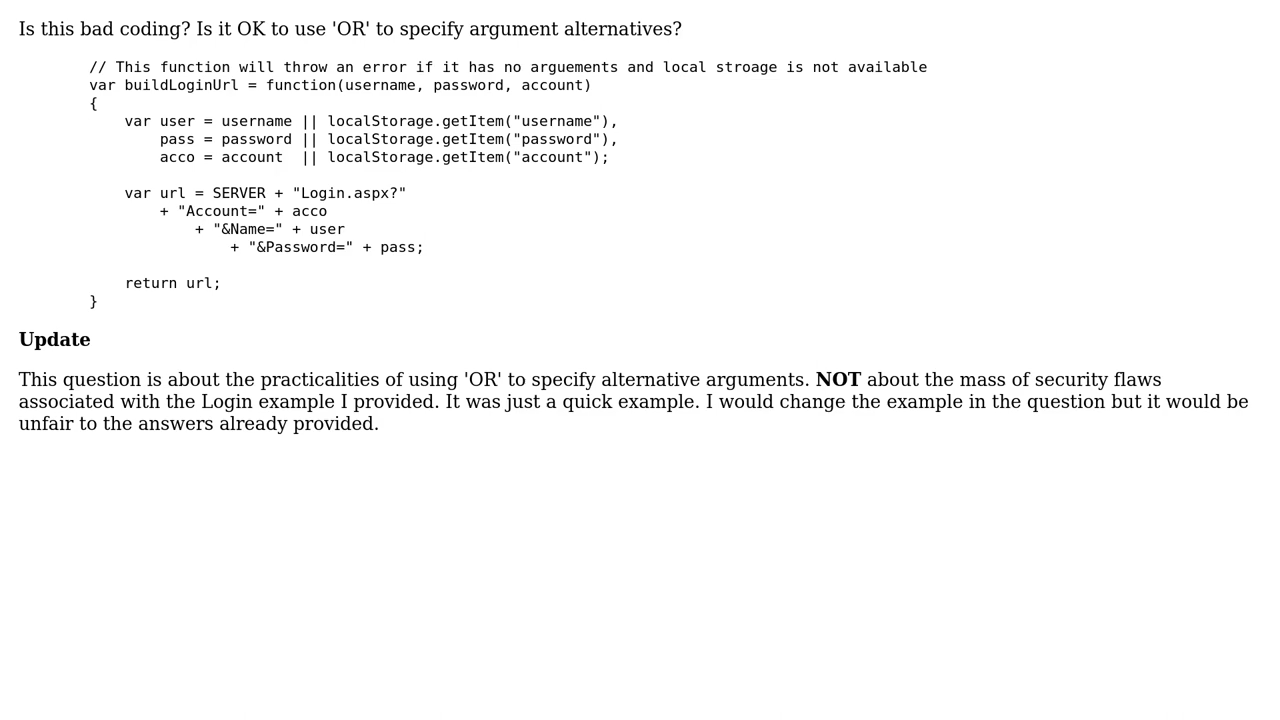 Is this bad coding? Is it OK to use 'OR' to specify argument alternatives?
// This function will throw an error if it has no arguements and local stroage is not available
var buildLoginUrl = function(username, password, account)
{
    var user = username || localStorage.getItem("username"),
        pass = password || localStorage.getItem("password"),
        acco = account  || localStorage.getItem("account");
    var url = SERVER + "Login.aspx?"
        + "Account=" + acco
            + "&Name=" + user
                + "&Password=" + pass;
    return url;
}
Update
This question is about the practicalities of using 'OR' to specify alternative arguments. NOT about the mass of security flaws
associated with the Login example I provided. It was just a quick example. I would change the example in the question but it would be
unfair to the answers already provided.